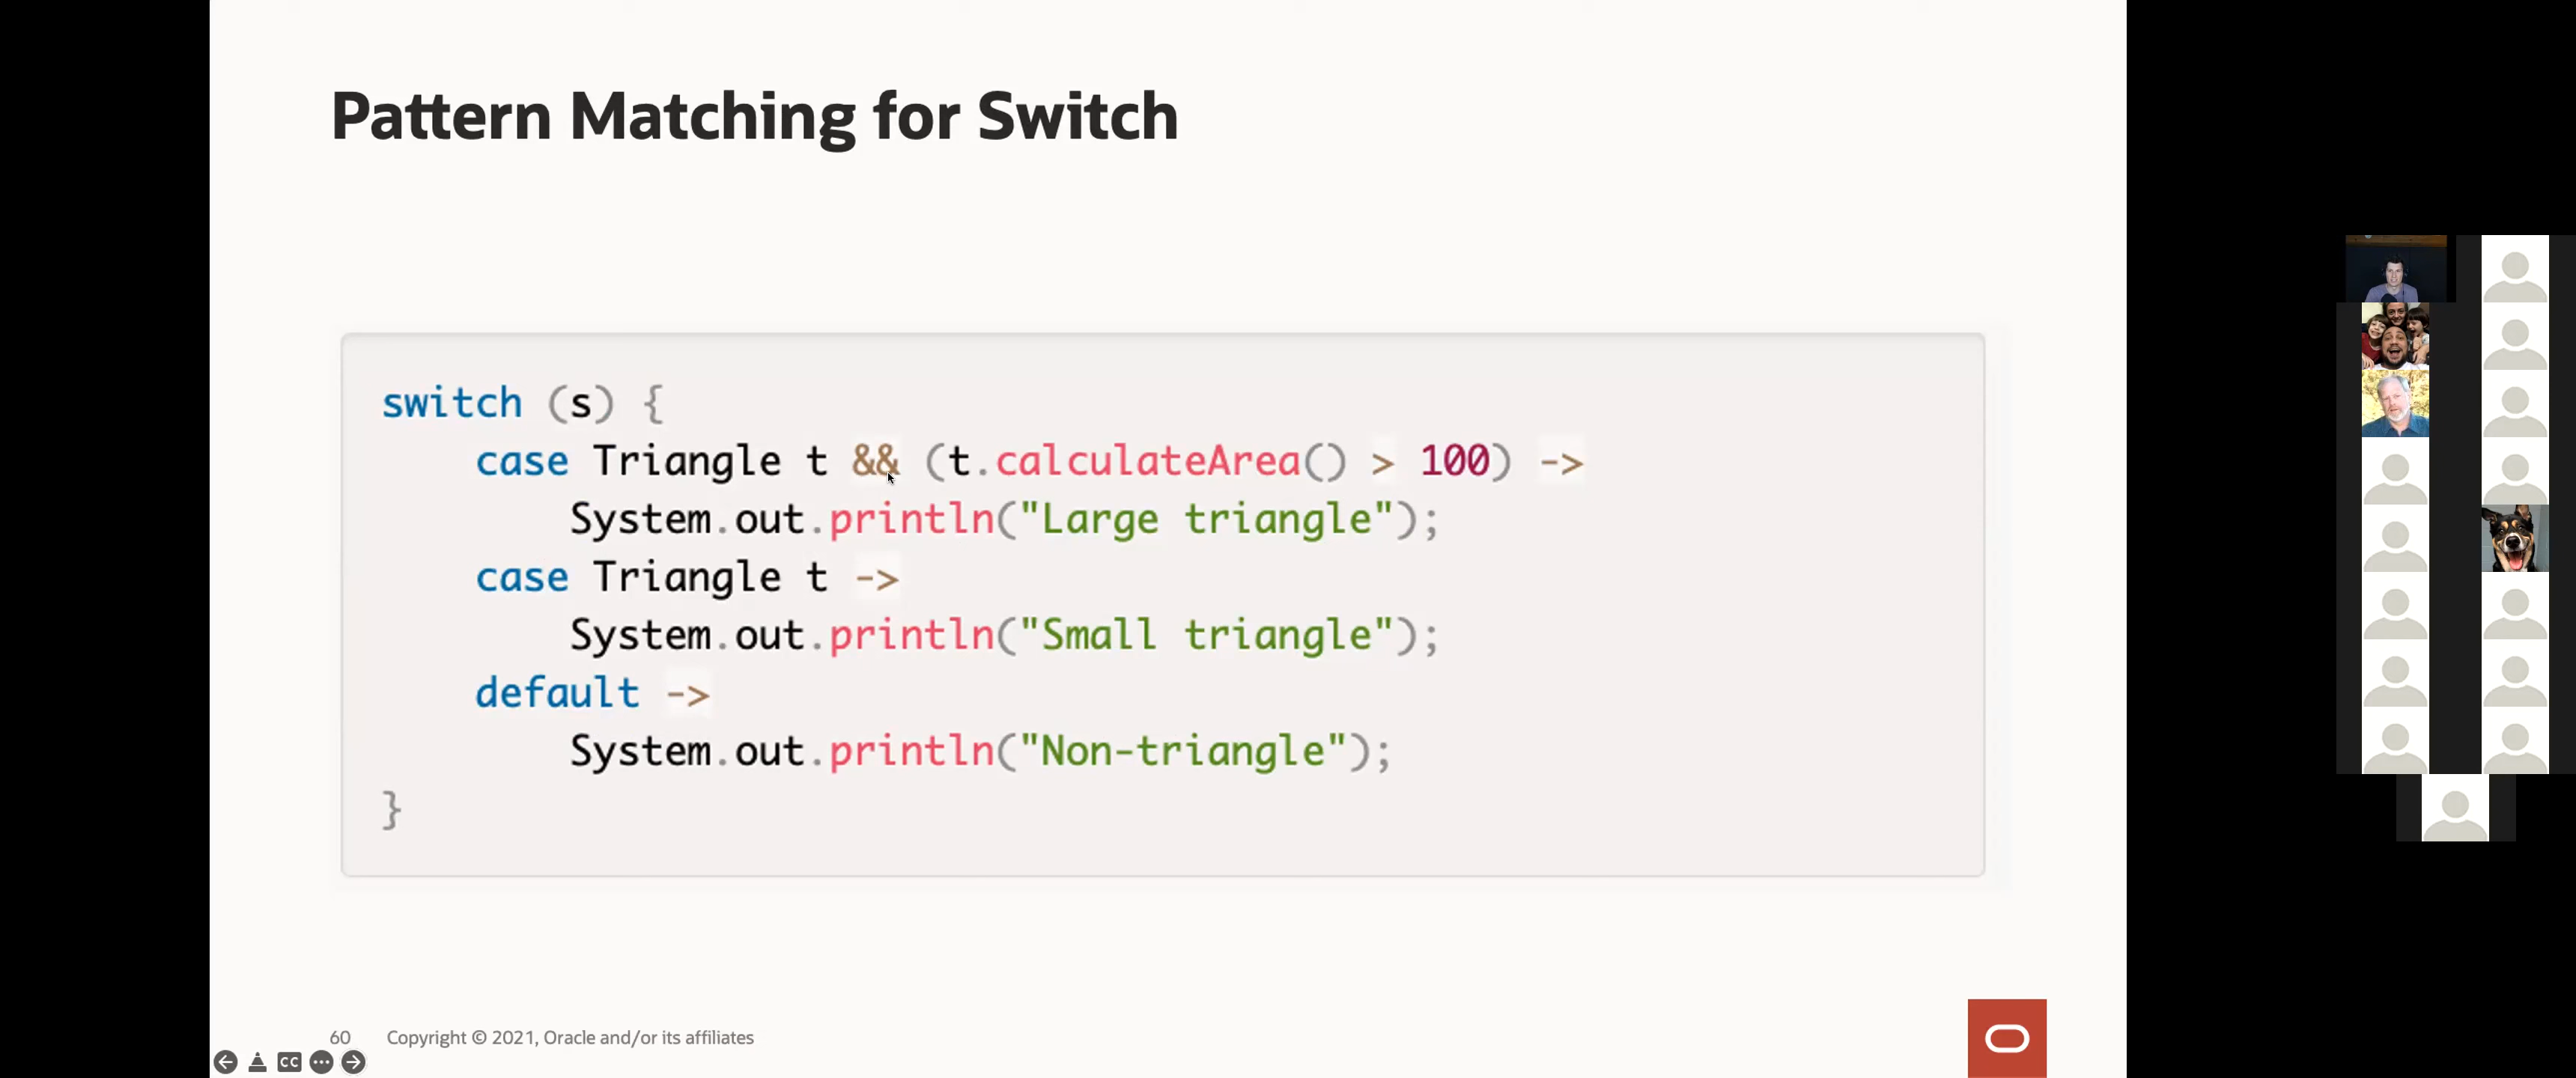 Pattern Matching for Switch
switch (s) {
case Triangle t && (t.calculateArea() > 100) ->
System.out.println("Large triangle");
case Triangle t ->
System.out.println("Small triangle");
default ->
System.out.println("Non-triangle");
}
60 Copyright © 2021, Oracle and/or its affiliates
CC